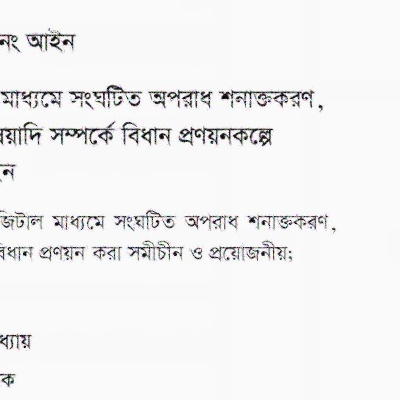 নং আইন
মাধ্যমে সংঘটিত অপরাধ শনাক্তকরণ,
য়াদি সম্পর্কে বিধান প্রণয়নকল্পে
ইন
জিটাল মাধ্যমে সংঘটিত অপরাধ শনাক্তকরণ,
বিধান প্রণয়ন করা সমীচীন ও প্রয়োজনীয়;
ধ্যায়
ক